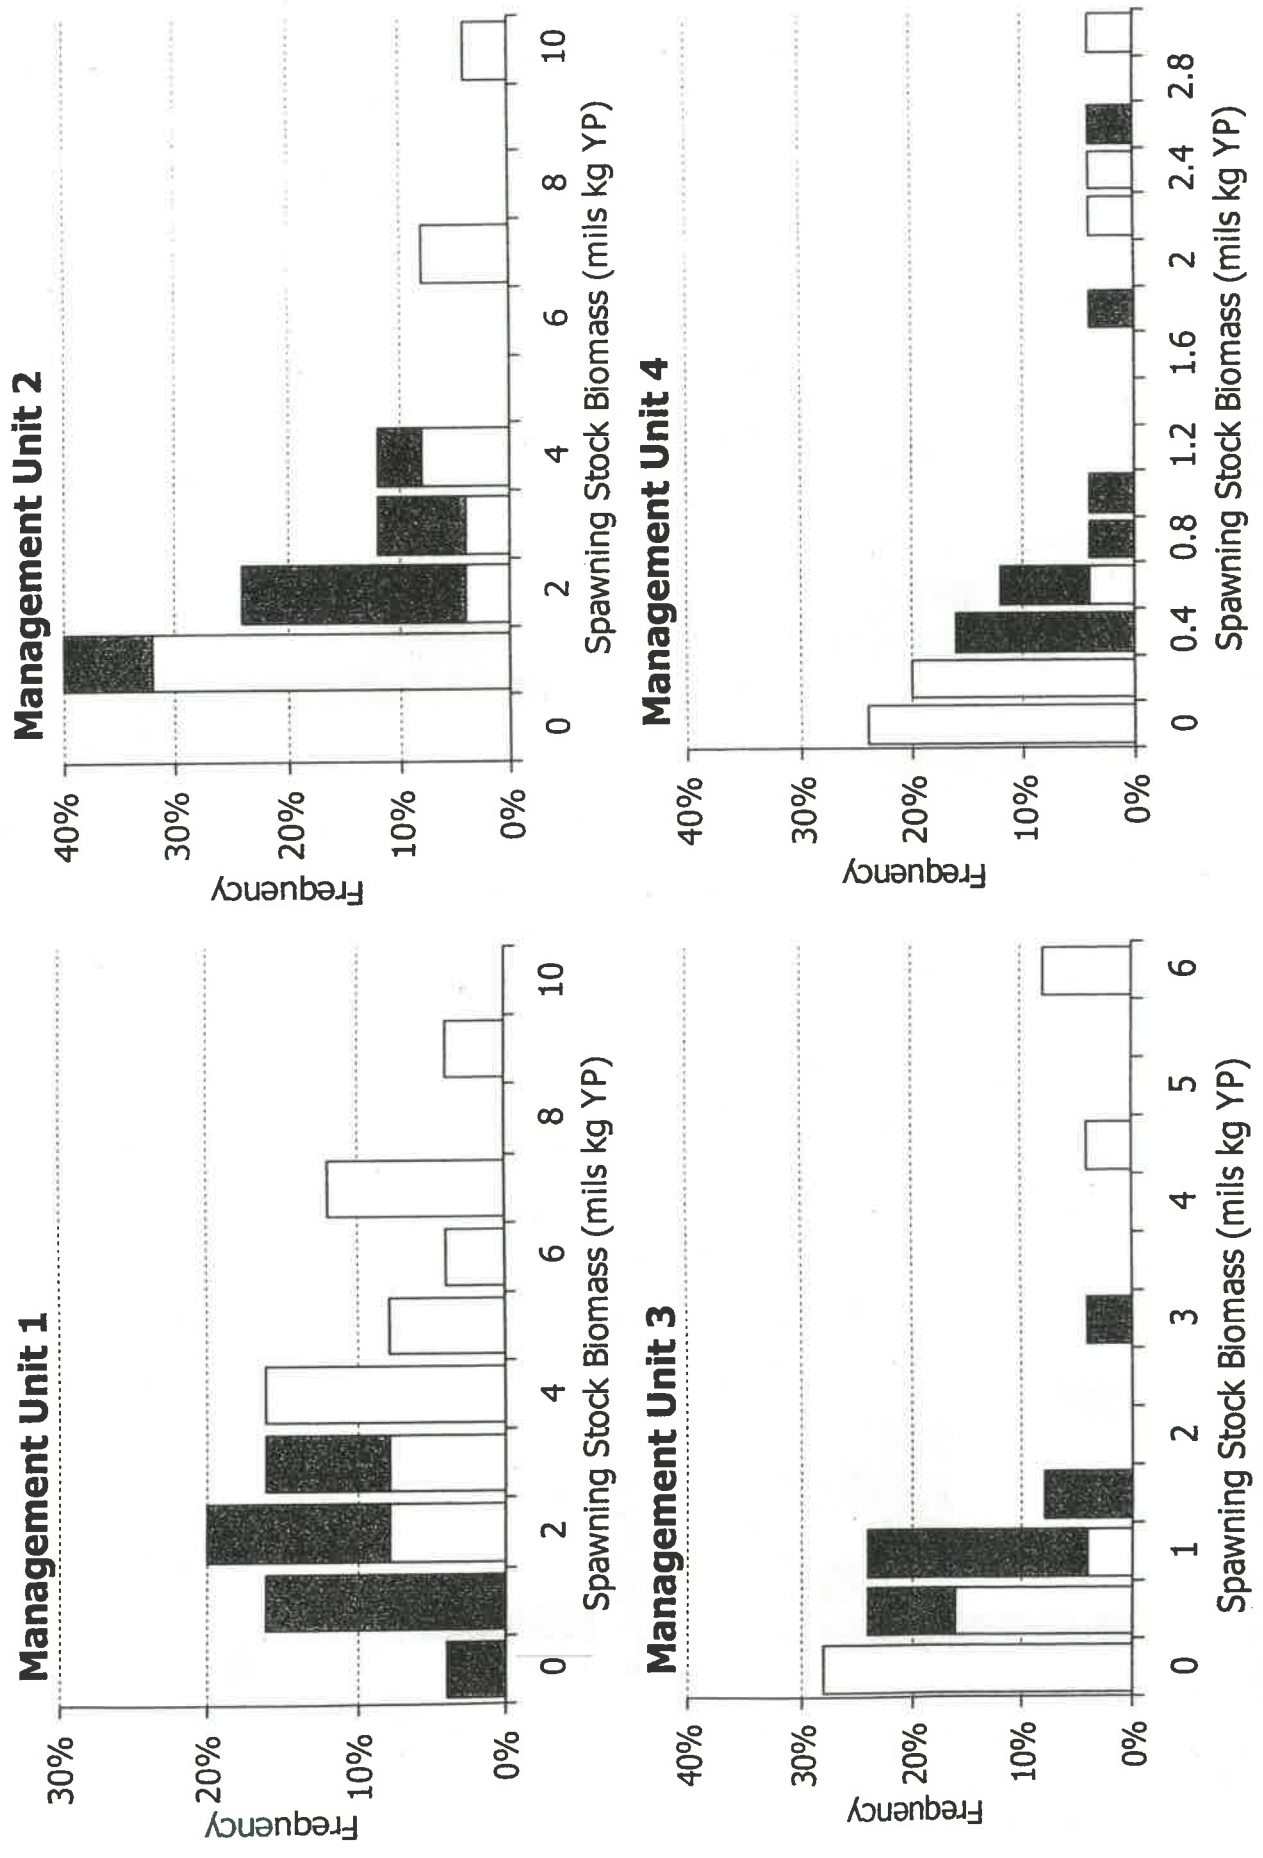 Management Unit 1
30%
20%
10%
0%
Frequency
0 2 4 6 8 10
Spawning Stock Biomass (mils kg YP)
Management Unit 2
40%
30%
20%
10%
0%
Frequency
0 2 4 6 8 10
Spawning Stock Biomass (mils kg YP)
Management Unit 3
40%
30%
20%
10%
0%
Frequency
0 1 2 3 4 5 6
Spawning Stock Biomass (mils kg YP)
Management Unit 4
40%
30%
20%
10%
0%
Frequency
0 0.4 0.8 1.2 1.6 2 2.4 2.8
Spawning Stock Biomass (mils kg YP)